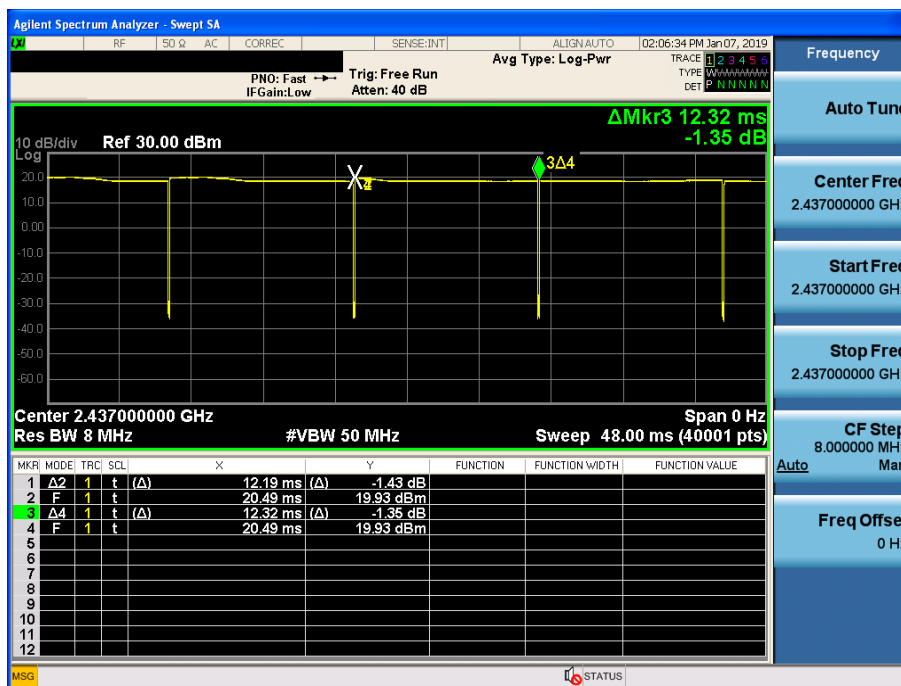 Agilent Spectrum Analyzer - Swept SA
LXI RF 50 Ω AC CORREC SENSE:INT ALIGN AUTO 02:06:34 PM Jan 07, 2019
Frequency
PNO: Fast Trig: Free Run Avg Type: Log-Pwr TRACE 1 2 3 4 5 6
IFGain:Low Atten: 40 dB TYPE WWWWWW
DET P N N N N N
Auto Tune
ΔMkr3 12.32 ms
-1.35 dB
10 dB/div Ref 30.00 dBm
Log
20.0
10.0
0.00
-10.0
-20.0
-30.0
-40.0
-50.0
-60.0
3Δ4
Center Freq
2.437000000 GH
Start Freq
2.437000000 GH
Stop Freq
2.437000000 GH
Center 2.437000000 GHz Span 0 Hz
Res BW 8 MHz #VBW 50 MHz Sweep 48.00 ms (40001 pts)
CF Step
8.000000 MH
Auto Ma
Freq Offse
0 H
MKR MODE TRC SCL X Y FUNCTION FUNCTION WIDTH FUNCTION VALUE
1 Δ2 1 t (Δ) 12.19 ms (Δ) -1.43 dB
2 F 1 t 20.49 ms 19.93 dBm
3 Δ4 1 t (Δ) 12.32 ms (Δ) -1.35 dB
4 F 1 t 20.49 ms 19.93 dBm
5
6
7
8
9
10
11
12
MSG STATUS